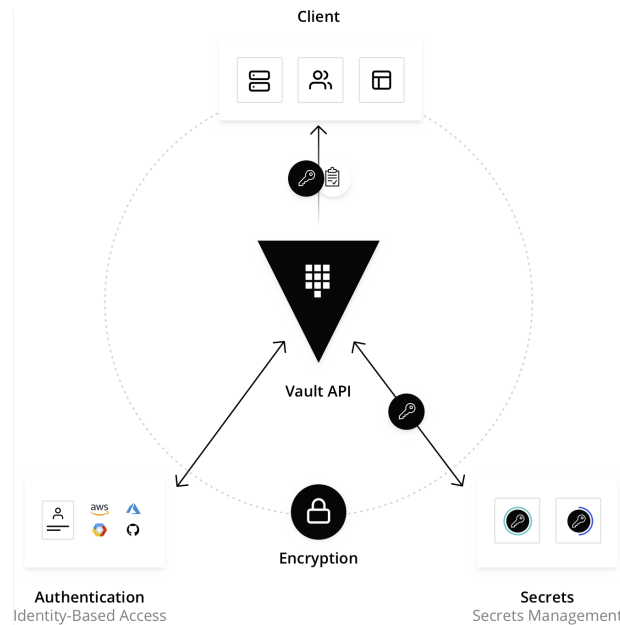 Client
Vault API
aws
Encryption
Authentication
Identity-Based Access
Secrets
Secrets Management